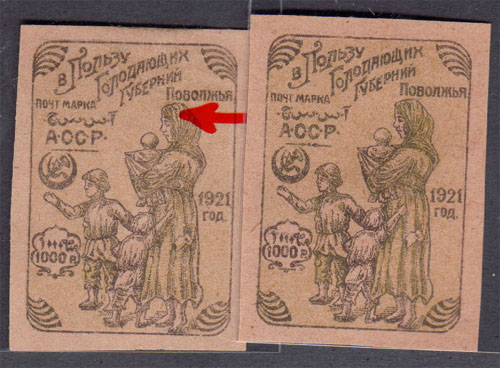 В ПОЛЬЗУ
ГОЛОДАЮЩИХ
ГУБЕРНИЙ
ПОВОЛЖЬЯ
ПОЧТ МАРКА
А·С·С·Р·
1921
ГОД.
1000 Р.
В ПОЛЬЗУ
ГОЛОДАЮЩИХ
ГУБЕРНИЙ
ПОВОЛЖЬЯ
ПОЧТ МАРКА
А·С·С·Р·
1921
ГОД.
1000 Р.